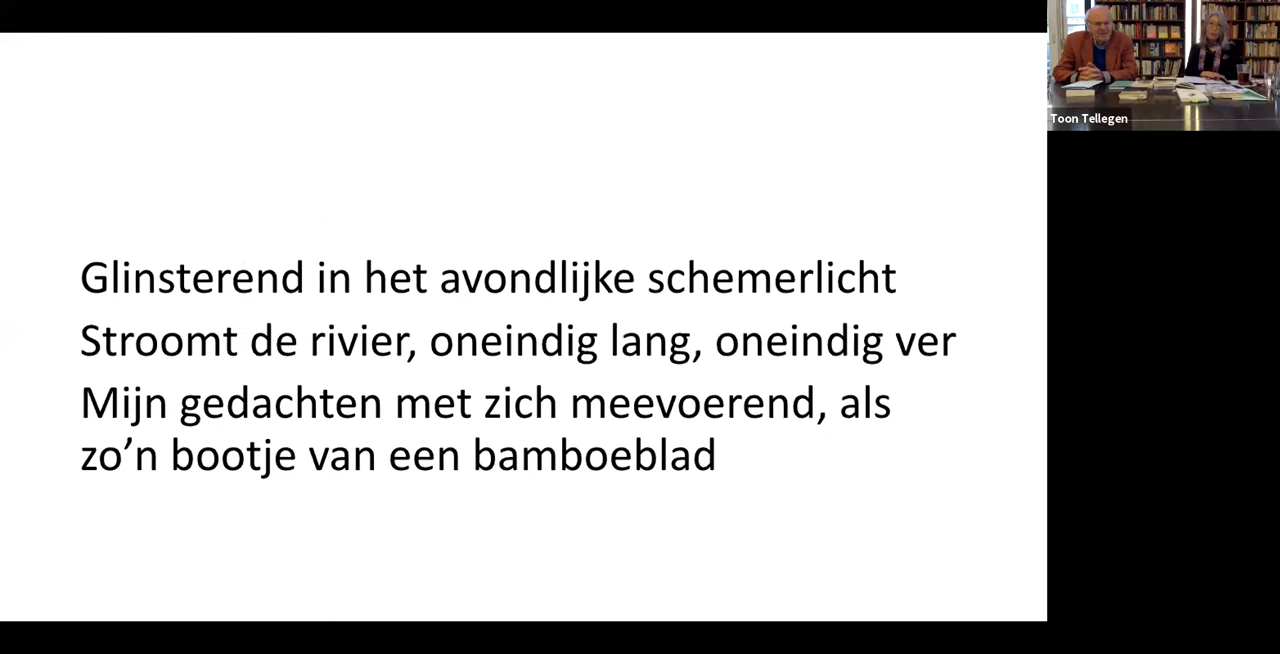 Toon Tellegen
Glinsterend in het avondlijke schemerlicht
Stroomt de rivier, oneindig lang, oneindig ver
Mijn gedachten met zich meevoerend, als
zo’n bootje van een bamboeblad